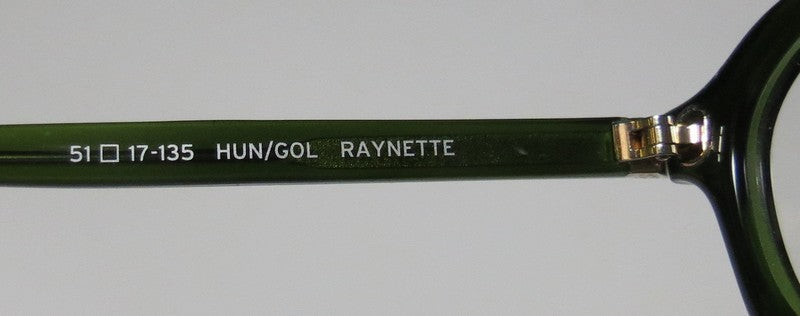 51 □ 17-135 HUN/GOL RAYNETTE